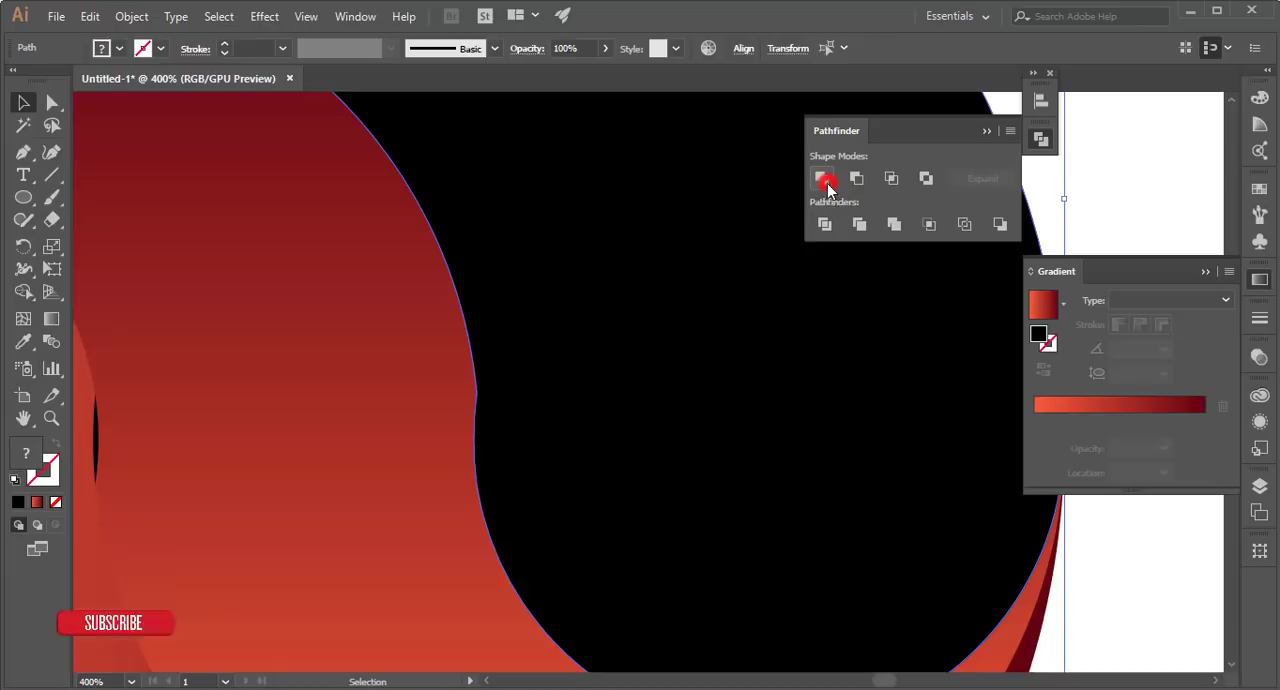 Ai File Edit Object Type Select Effect View Window Help Br St Essentials Search Adobe Help
Path ? Stroke: Basic Opacity: 100% Style: Align Transform
Untitled-1* @ 400% (RGB/GPU Preview)
Pathfinder
Shape Modes:
Expand
Pathfinders:
Gradient
Type:
Stroke:
Opacity:
Location:
?
SUBSCRIBE
400% 1 Selection